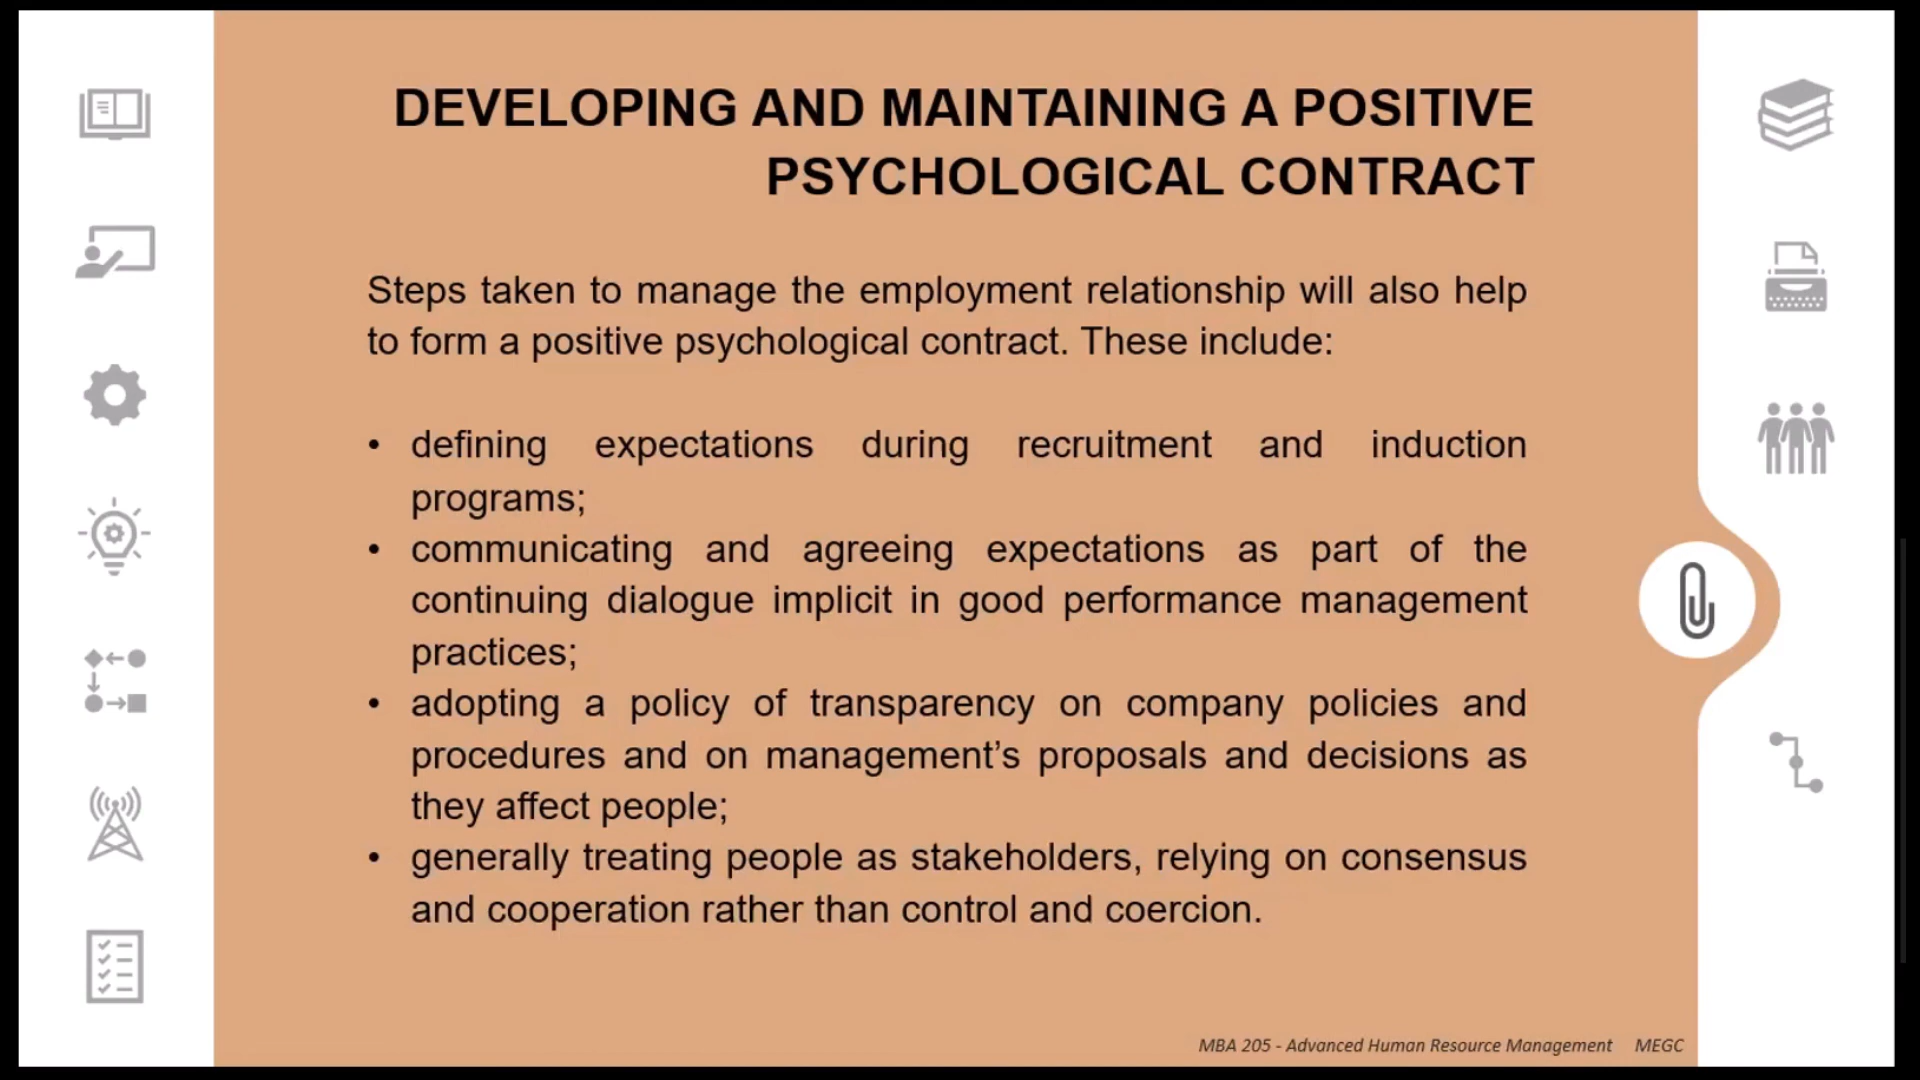 DEVELOPING AND MAINTAINING A POSITIVE
PSYCHOLOGICAL CONTRACT
Steps taken to manage the employment relationship will also help
to form a positive psychological contract. These include:
• defining expectations during recruitment and induction
programs;
• communicating and agreeing expectations as part of the
continuing dialogue implicit in good performance management
practices;
• adopting a policy of transparency on company policies and
procedures and on management’s proposals and decisions as
they affect people;
• generally treating people as stakeholders, relying on consensus
and cooperation rather than control and coercion.
MBA 205 - Advanced Human Resource Management MEGC